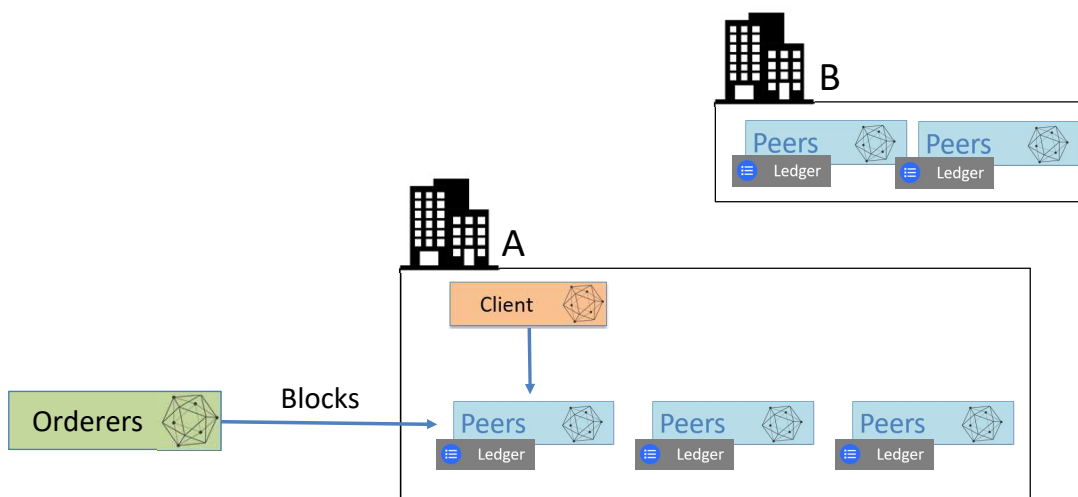 B
Peers
Peers
Ledger
Ledger
A
Client
Blocks
Orderers
Peers
Peers
Peers
Ledger
Ledger
Ledger